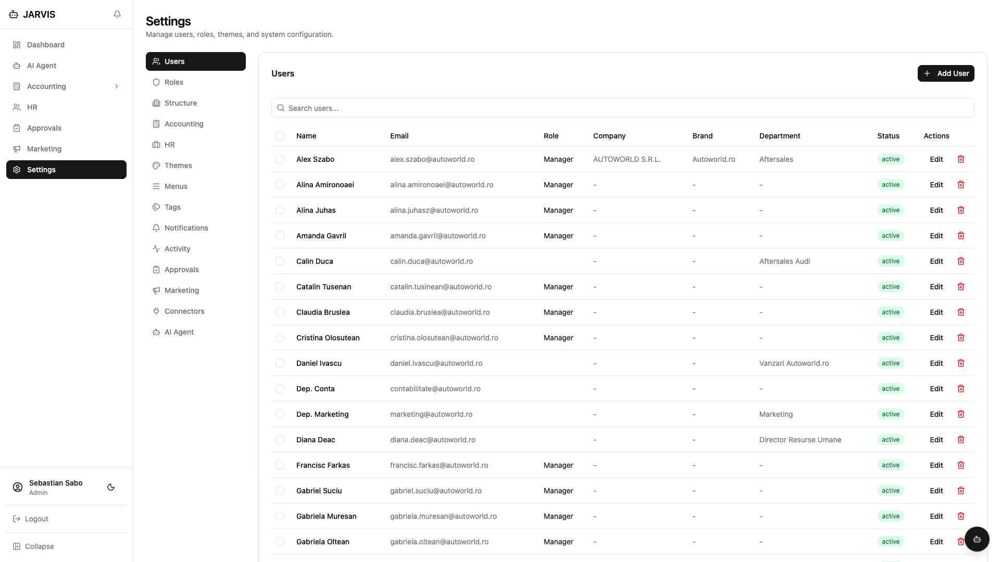 JARVIS
Dashboard
AI Agent
Accounting
HR
Approvals
Marketing
Settings
Sebastian Sabo
Admin
Logout
Collapse
Settings
Manage users, roles, themes, and system configuration.
Users
Roles
Structure
Accounting
HR
Themes
Menus
Tags
Notifications
Activity
Approvals
Marketing
Connectors
AI Agent
Users
Add User
Search users...
Name Email Role Company Brand Department Status Actions
Alex Szabo alex.szabo@autoworld.ro Manager AUTOWORLD S.R.L. Autoworld.ro Aftersales active Edit
Alina Amironoaei alina.amironoaei@autoworld.ro Manager - - - active Edit
Alina Juhas alina.juhasz@autoworld.ro Manager - - - active Edit
Amanda Gavril amanda.gavril@autoworld.ro Manager - - - active Edit
Calin Duca calin.duca@autoworld.ro - - Aftersales Audi active Edit
Catalin Tusenan catalin.tusinean@autoworld.ro Manager - - - active Edit
Claudia Bruslea claudia.bruslea@autoworld.ro Manager - - - active Edit
Cristina Olosutean cristina.olosutean@autoworld.ro Manager - - - active Edit
Daniel Ivascu daniel.ivascu@autoworld.ro - - Vanzari Autoworld.ro active Edit
Dep. Conta contabilitate@autoworld.ro - - - active Edit
Dep. Marketing marketing@autoworld.ro - - Marketing active Edit
Diana Deac diana.deac@autoworld.ro - - Director Resurse Umane active Edit
Francisc Farkas francisc.farkas@autoworld.ro Manager - - - active Edit
Gabriel Suciu gabriel.suciu@autoworld.ro Manager - - - active Edit
Gabriela Muresan gabriela.muresan@autoworld.ro Manager - - - active Edit
Gabriela Oltean gabriela.oltean@autoworld.ro Manager - - - active Edit